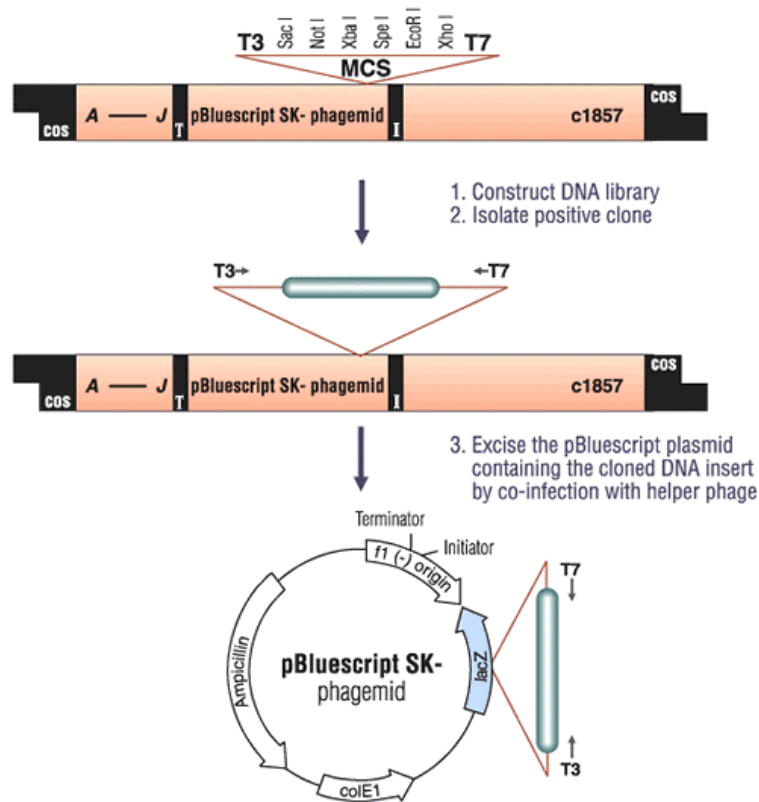 T3 Sac I Not I Xba I Spe I EcoR I Xho I T7
MCS
cos A J T pBluescript SK- phagemid I c1857 cos
1. Construct DNA library
2. Isolate positive clone
T3 T7
cos A J T pBluescript SK- phagemid I c1857 cos
3. Excise the pBluescript plasmid
containing the cloned DNA insert
by co-infection with helper phage
Terminator
Initiator
f1 (-) origin
T7
Ampicillin
pBluescript SK-
phagemid
lacZ
T3
colE1